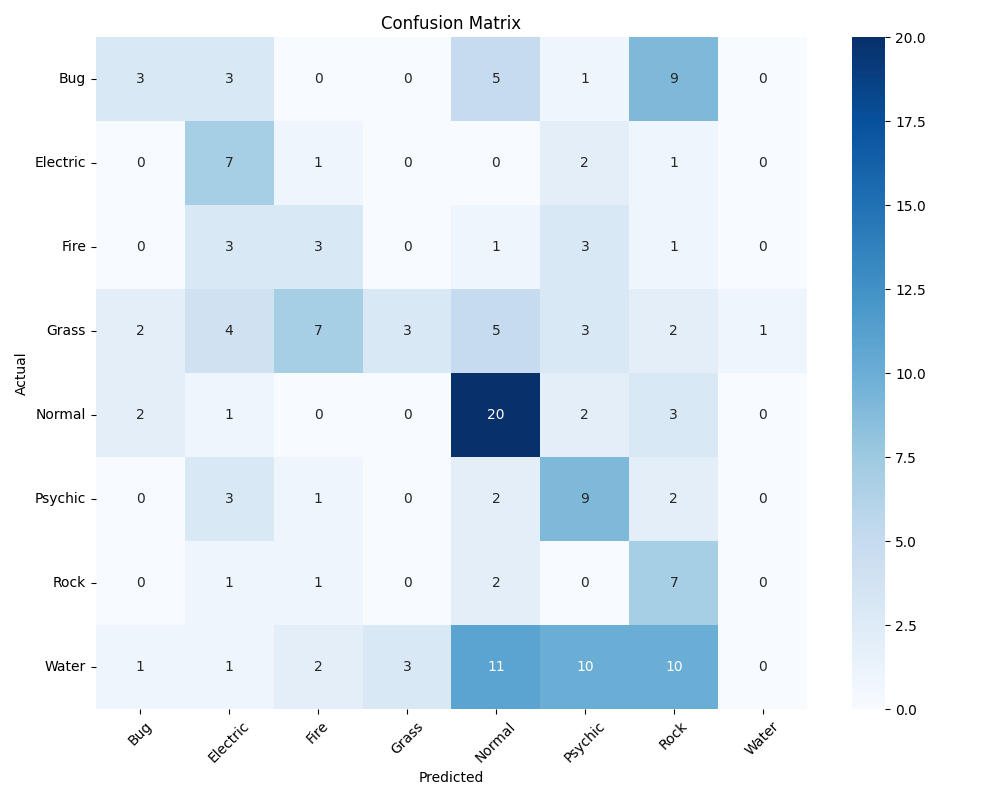 Confusion Matrix
Actual
Bug 3 3 0 0 5 1 9 0
Electric 0 7 1 0 0 2 1 0
Fire 0 3 3 0 1 3 1 0
Grass 2 4 7 3 5 3 2 1
Normal 2 1 0 0 20 2 3 0
Psychic 0 3 1 0 2 9 2 0
Rock 0 1 1 0 2 0 7 0
Water 1 1 2 3 11 10 10 0
Bug Electric Fire Grass Normal Psychic Rock Water
Predicted
20.0
17.5
15.0
12.5
10.0
7.5
5.0
2.5
0.0